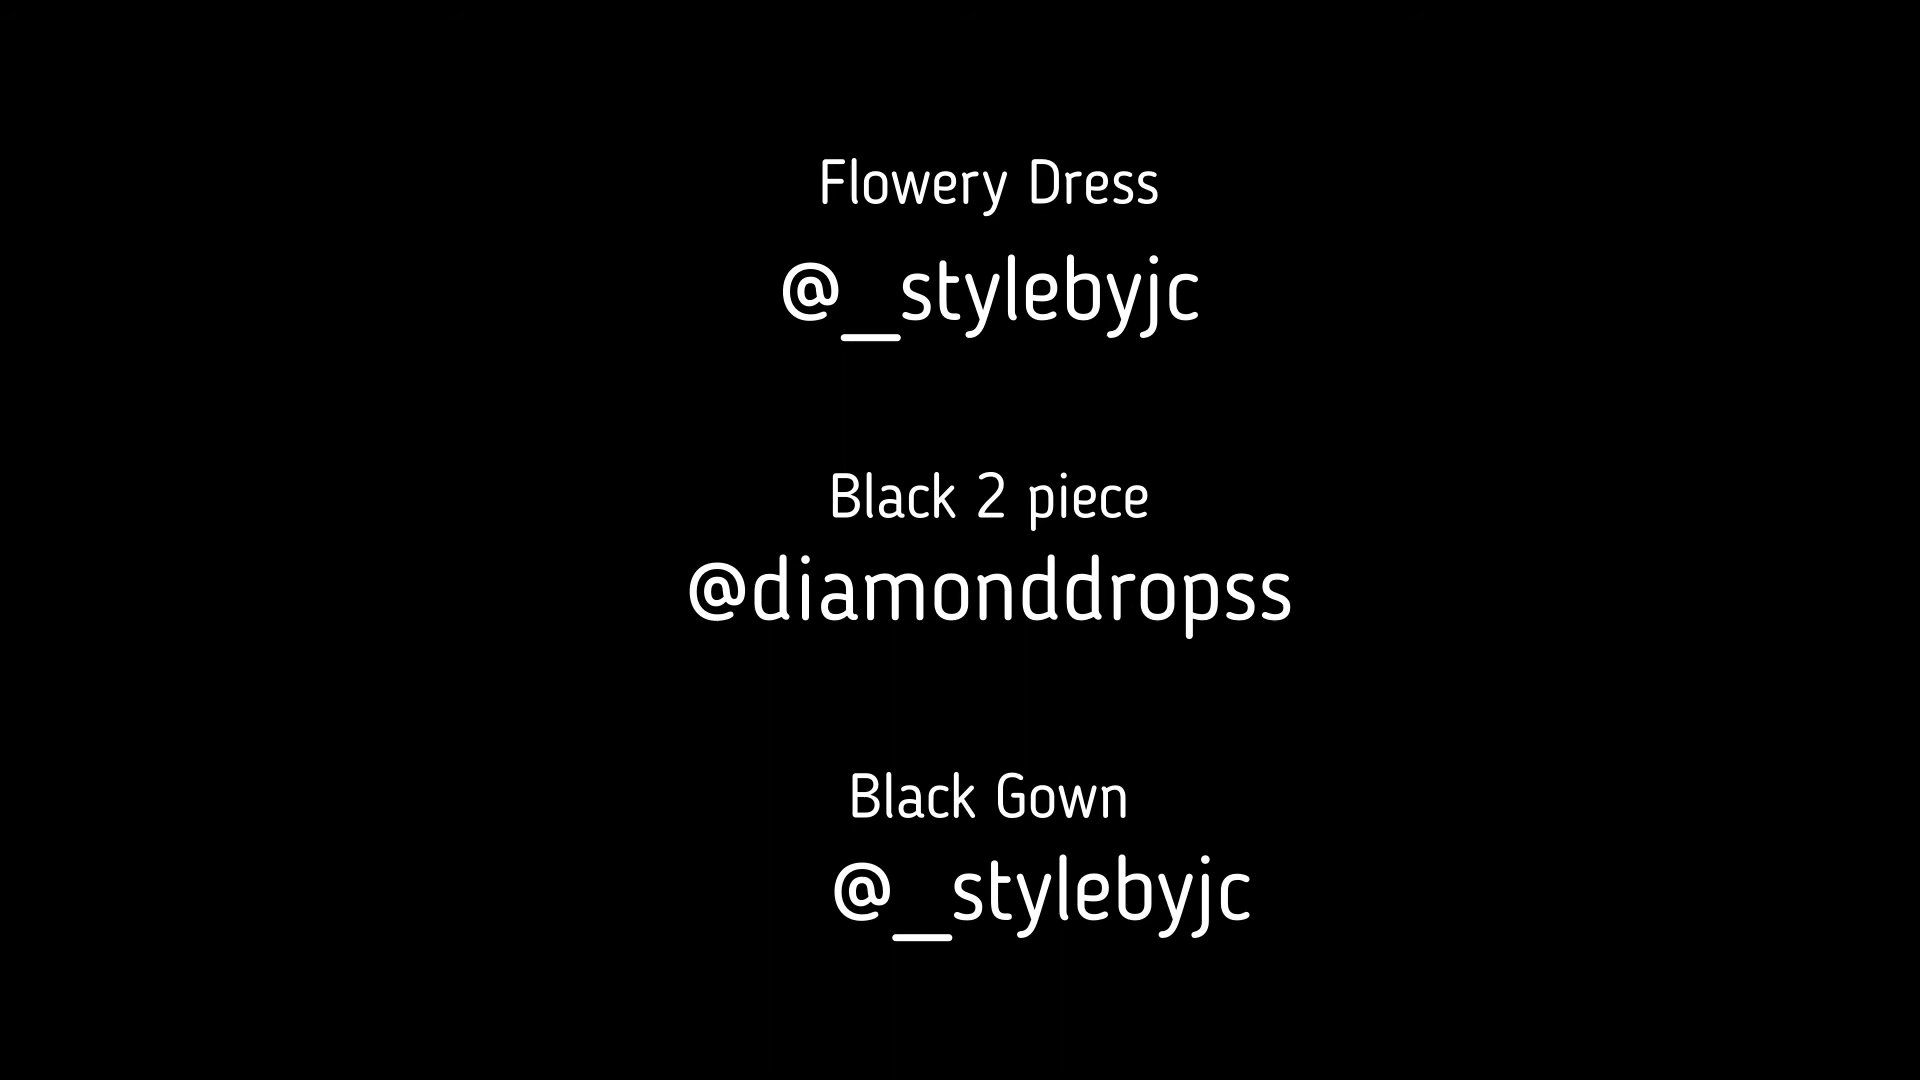 Flowery Dress
@_stylebyjc
Black 2 piece
@diamonddropss
Black Gown
@_stylebyjc